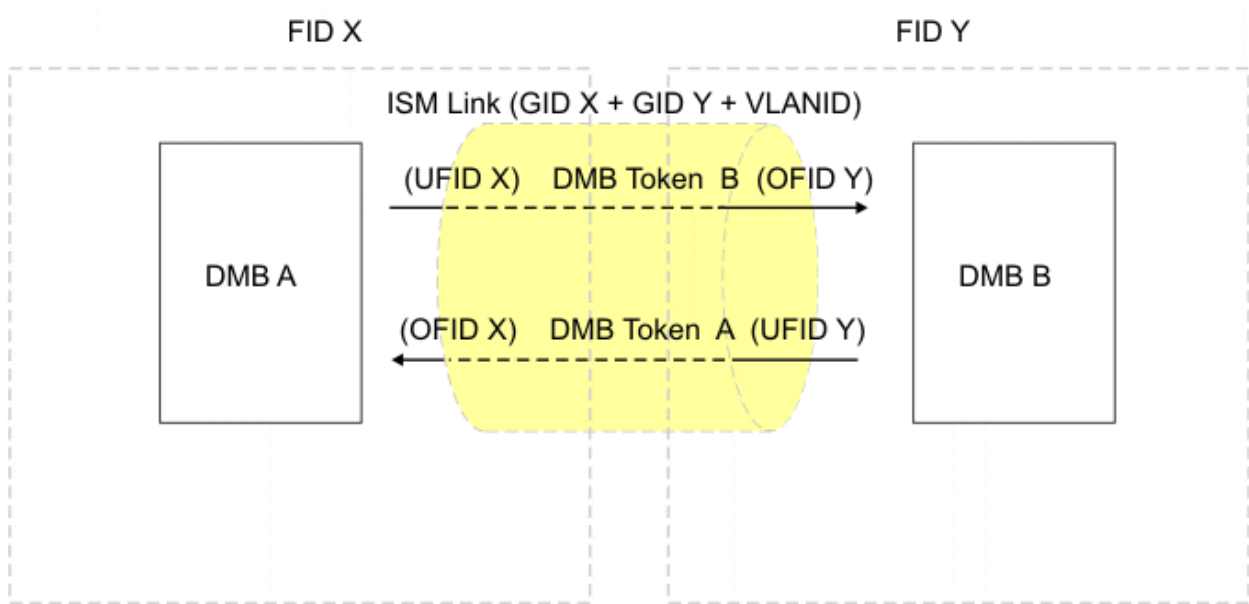 FID X
FID Y
ISM Link (GID X + GID Y + VLANID)
(UFID X) DMB Token B (OFID Y)
DMB A
DMB B
(OFID X) DMB Token A (UFID Y)